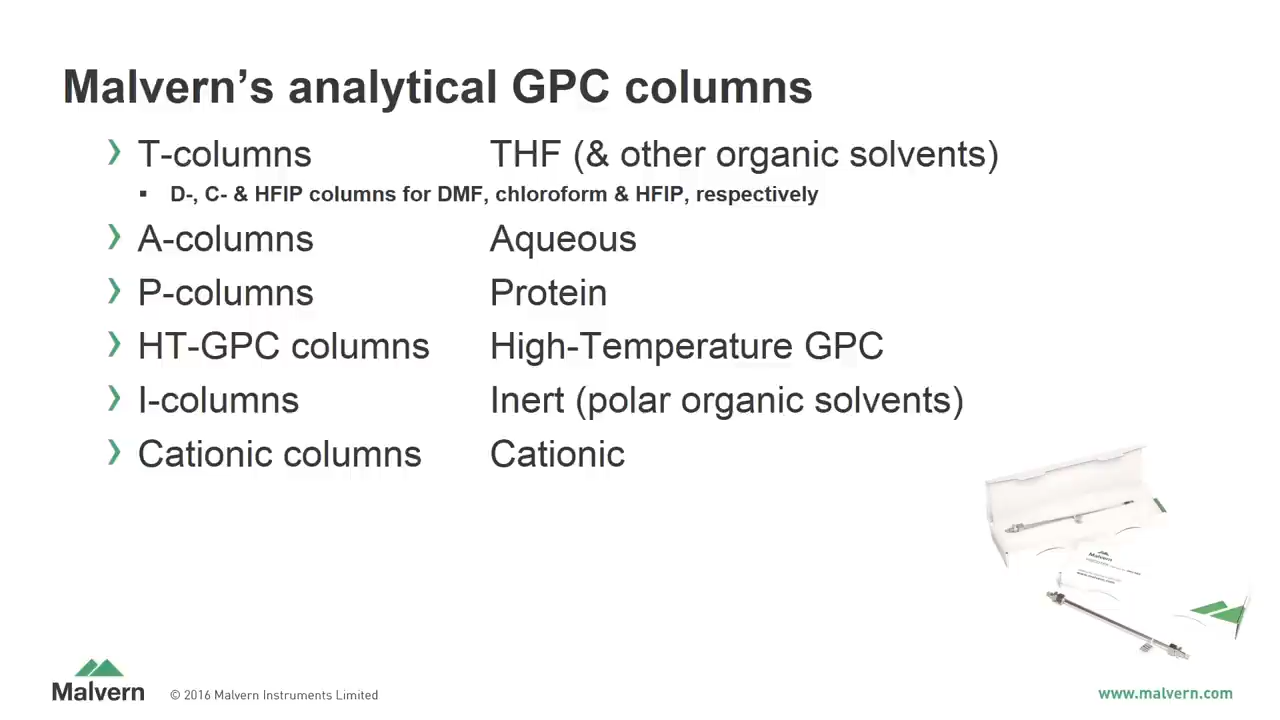 Malvern's analytical GPC columns
T-columns THF (& other organic solvents)
D-, C- & HFIP columns for DMF, chloroform & HFIP, respectively
A-columns Aqueous
P-columns Protein
HT-GPC columns High-Temperature GPC
I-columns Inert (polar organic solvents)
Cationic columns Cationic
Malvern
Malvern © 2016 Malvern Instruments Limited
www.malvern.com